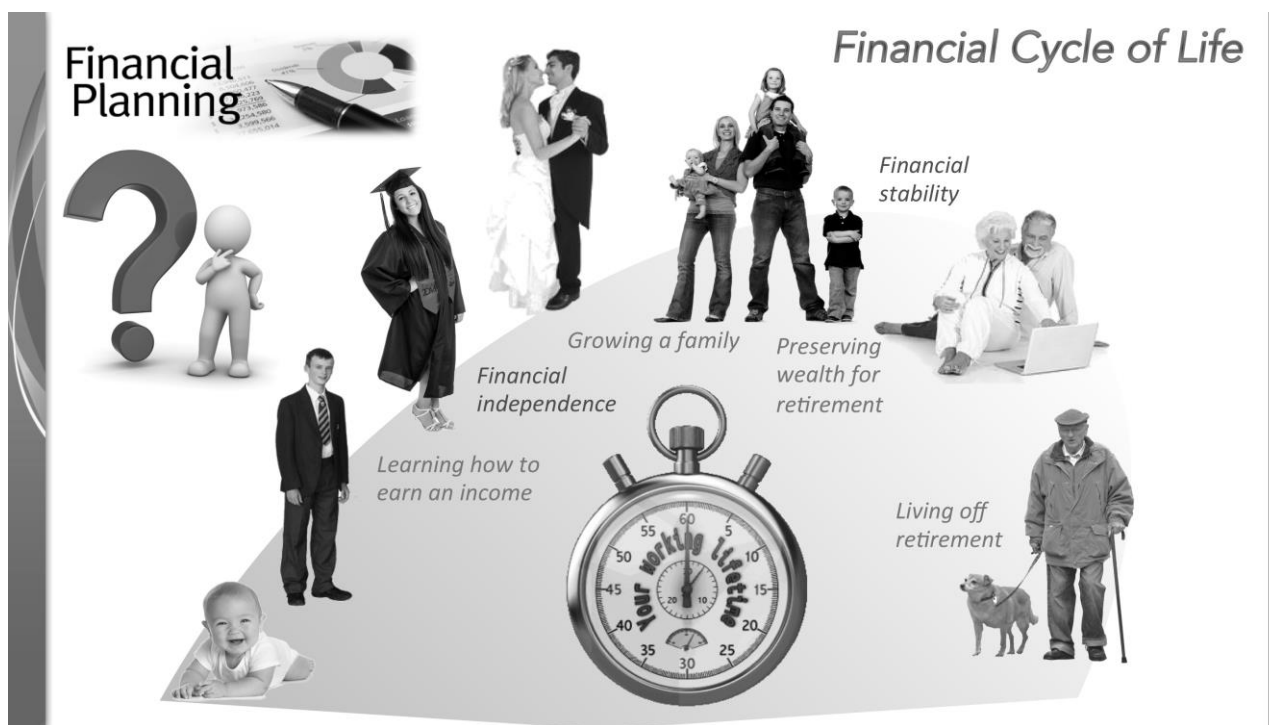 Financial
Planning
Financial Cycle of Life
Financial
stability
Growing a family
Preserving
wealth for
retirement
Financial
independence
Learning how to
earn an income
Living off
retirement
your working lifetime
60
5
10
15
20
25
30
35
40
45
50
55
20
10